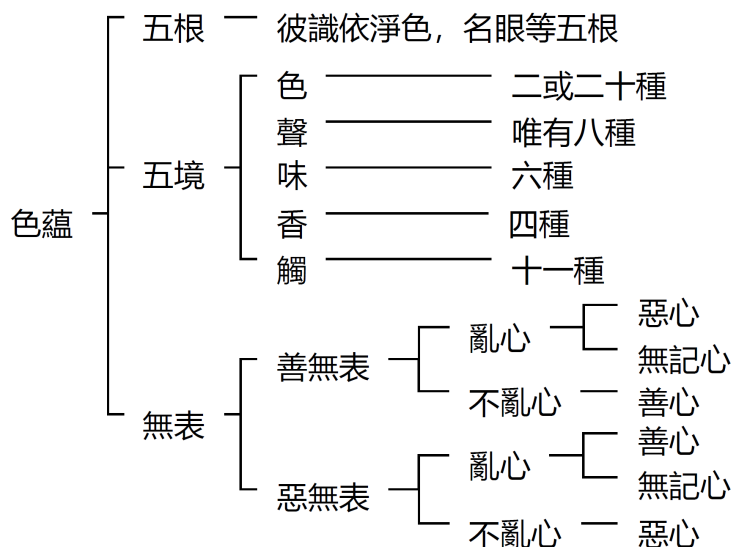 五根
彼識依淨色，名眼等五根
色
二或二十種
聲
唯有八種
五境
味
六種
色蘊
香
四種
觸
十一種
惡心
亂心
善無表
無記心
不亂心
善心
無表
善心
亂心
惡無表
無記心
不亂心
惡心